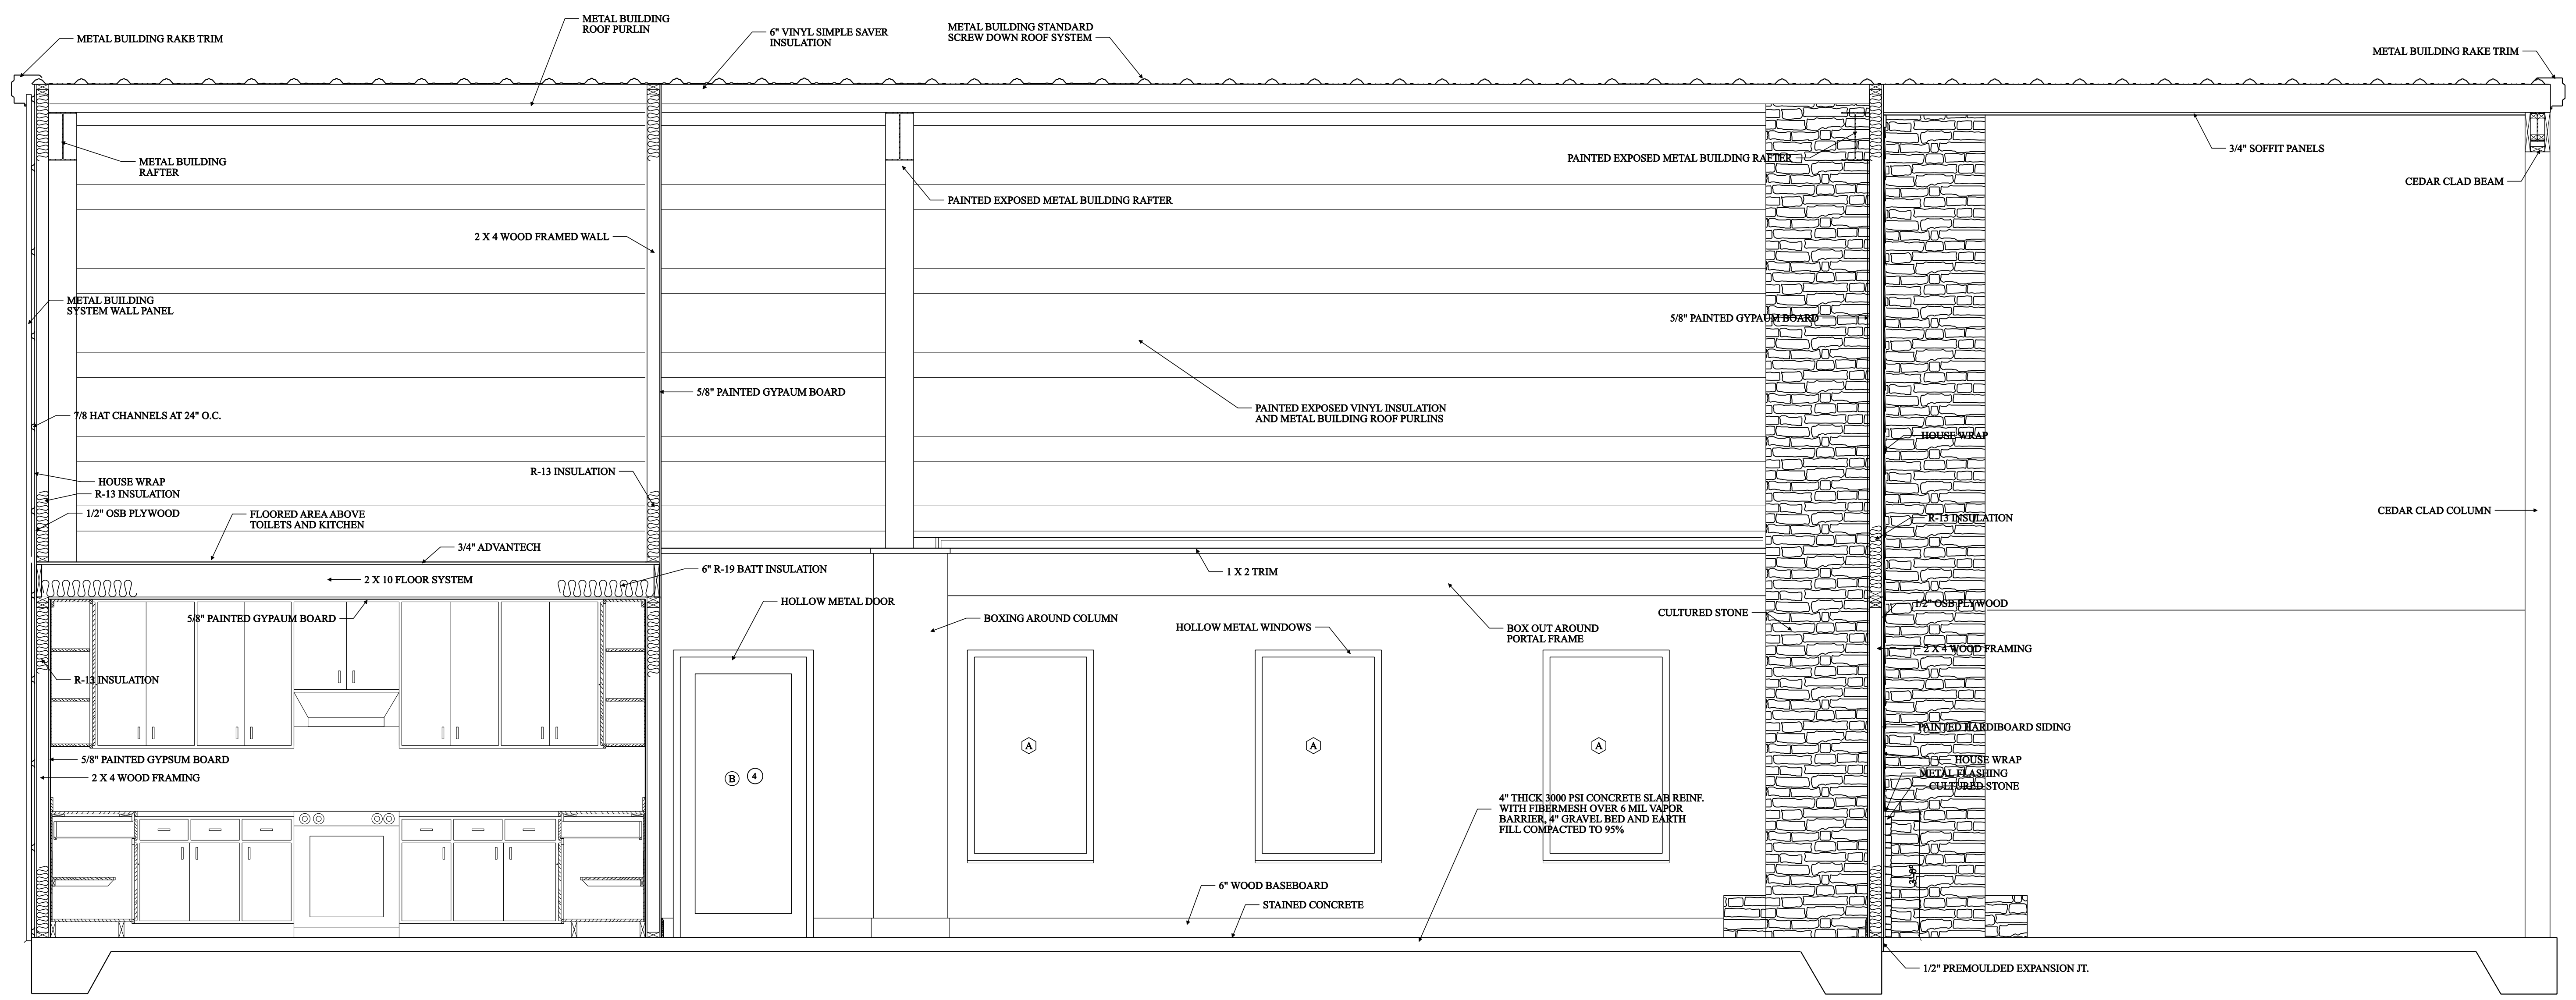 METAL BUILDING RAKE TRIM
METAL BUILDING
ROOF PURLIN
6" VINYL SIMPLE SAVER
INSULATION
METAL BUILDING STANDARD
SCREW DOWN ROOF SYSTEM
METAL BUILDING RAKE TRIM
METAL BUILDING
RAFTER
PAINTED EXPOSED METAL BUILDING RAFTER
PAINTED EXPOSED METAL BUILDING RAFTER
3/4" SOFFIT PANELS
CEDAR CLAD BEAM
2 X 4 WOOD FRAMED WALL
METAL BUILDING
SYSTEM WALL PANEL
5/8" PAINTED GYPAUM BOARD
5/8" PAINTED GYPAUM BOARD
7/8 HAT CHANNELS AT 24" O.C.
PAINTED EXPOSED VINYL INSULATION
AND METAL BUILDING ROOF PURLINS
HOUSE WRAP
R-13 INSULATION
HOUSE WRAP
R-13 INSULATION
1/2" OSB PLYWOOD
FLOORED AREA ABOVE
TOILETS AND KITCHEN
R-13 INSULATION
CEDAR CLAD COLUMN
3/4" ADVANTECH
2 X 10 FLOOR SYSTEM
6" R-19 BATT INSULATION
1 X 2 TRIM
HOLLOW METAL DOOR
5/8" PAINTED GYPAUM BOARD
BOXING AROUND COLUMN
HOLLOW METAL WINDOWS
BOX OUT AROUND
PORTAL FRAME
CULTURED STONE
1/2" OSB PLYWOOD
2 X 4 WOOD FRAMING
R-13 INSULATION
PAINTED HARDIBOARD SIDING
A
A
A
5/8" PAINTED GYPSUM BOARD
2 X 4 WOOD FRAMING
B
4
HOUSE WRAP
METAL FLASHING
CULTURED STONE
4" THICK 3000 PSI CONCRETE SLAB REINF.
WITH FIBERMESH OVER 6 MIL VAPOR
BARRIER, 4" GRAVEL BED AND EARTH
FILL COMPACTED TO 95%
3'-8"
6" WOOD BASEBOARD
STAINED CONCRETE
1/2" PREMOULDED EXPANSION JT.